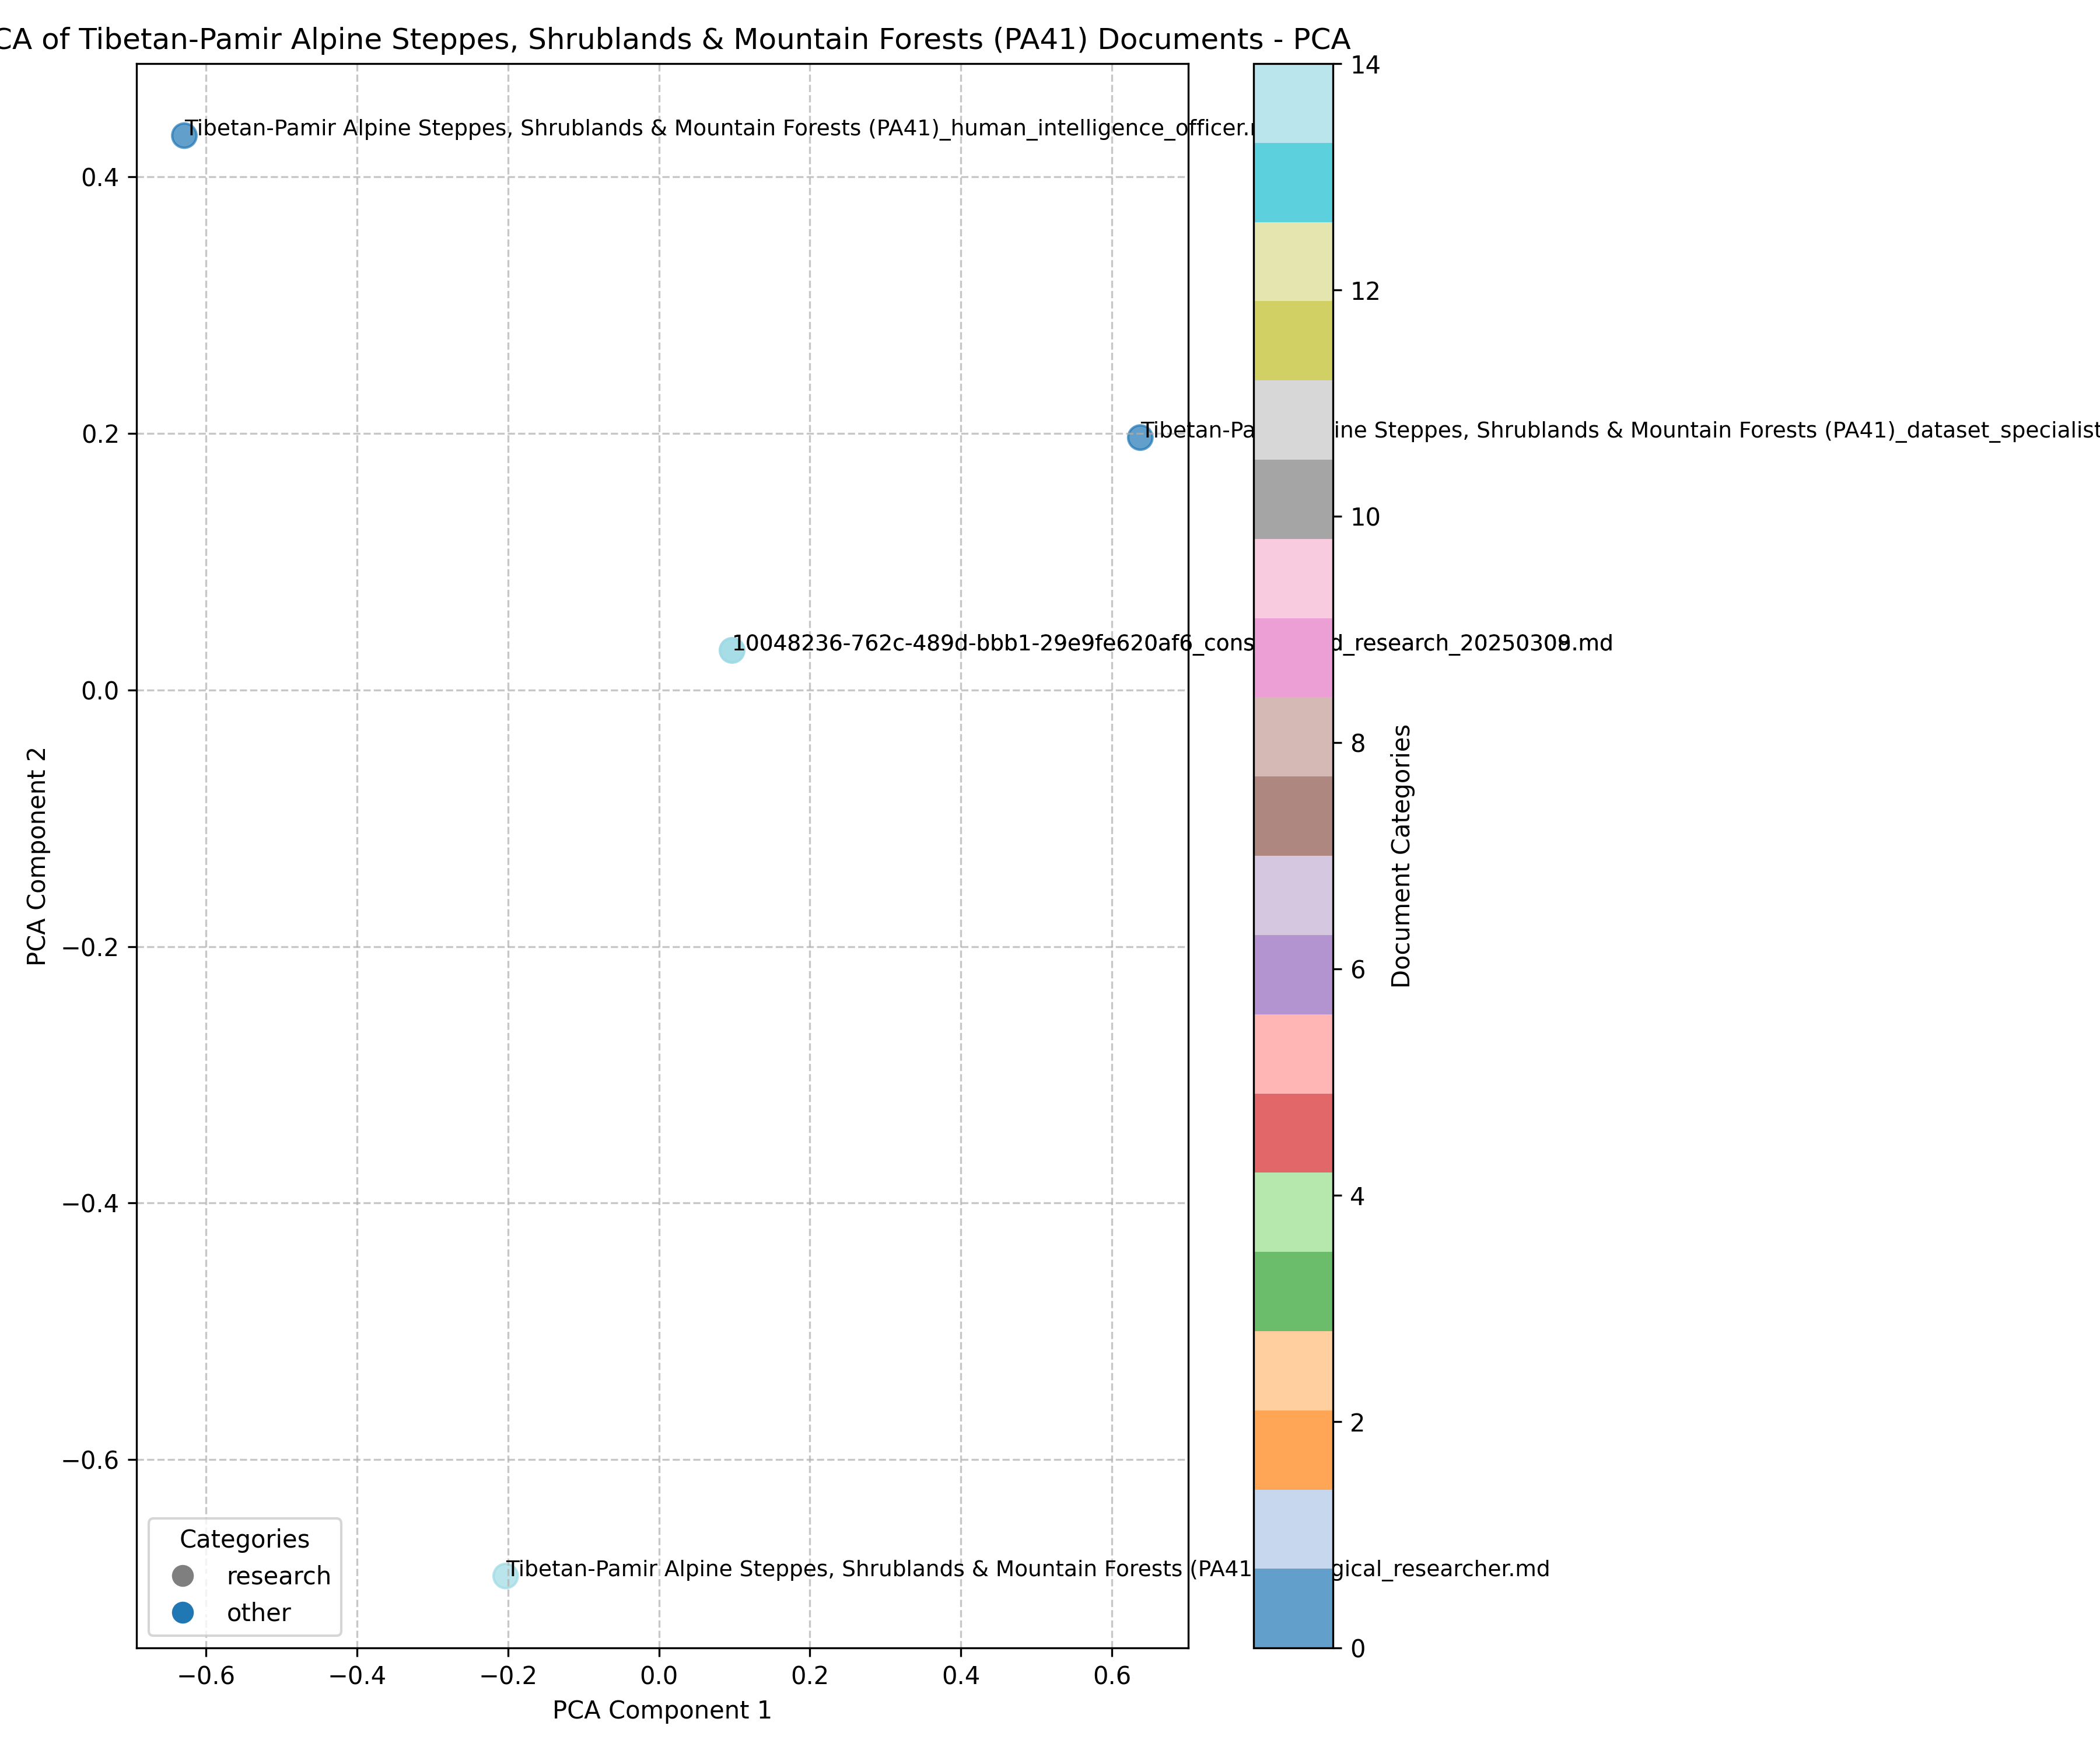 CA of Tibetan-Pamir Alpine Steppes, Shrublands & Mountain Forests (PA41) Documents - PCA
Tibetan-Pamir Alpine Steppes, Shrublands & Mountain Forests (PA41)_human_intelligence_officer.
Tibetan-Pa ine Steppes, Shrublands & Mountain Forests (PA41)_dataset_specialist
10048236-762c-489d-bbb1-29e9fe620af6_cons d_research_2025030 .md
Tibetan-Pamir Alpine Steppes, Shrublands & Mountain Forests (PA41 gical_researcher.md
0.4
0.2
0.0
−0.2
−0.4
−0.6
PCA Component 2
−0.6
−0.4
−0.2
0.0
0.2
0.4
0.6
PCA Component 1
Categories
research
other
14
12
10
8
6
4
2
0
Document Categories